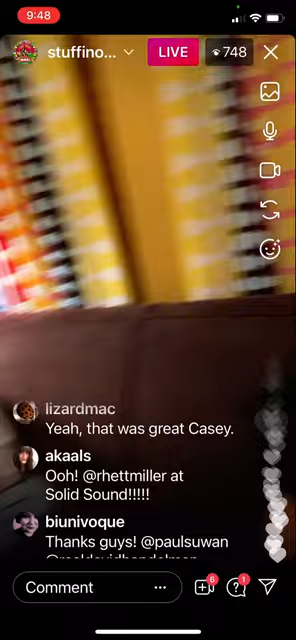 9:48
stuffino...
LIVE
748
lizardmac
Yeah, that was great Casey.
akaals
Ooh! @rhettmiller at
Solid Sound!!!!!
biunivoque
Thanks guys! @paulsuwan
Comment
6
1